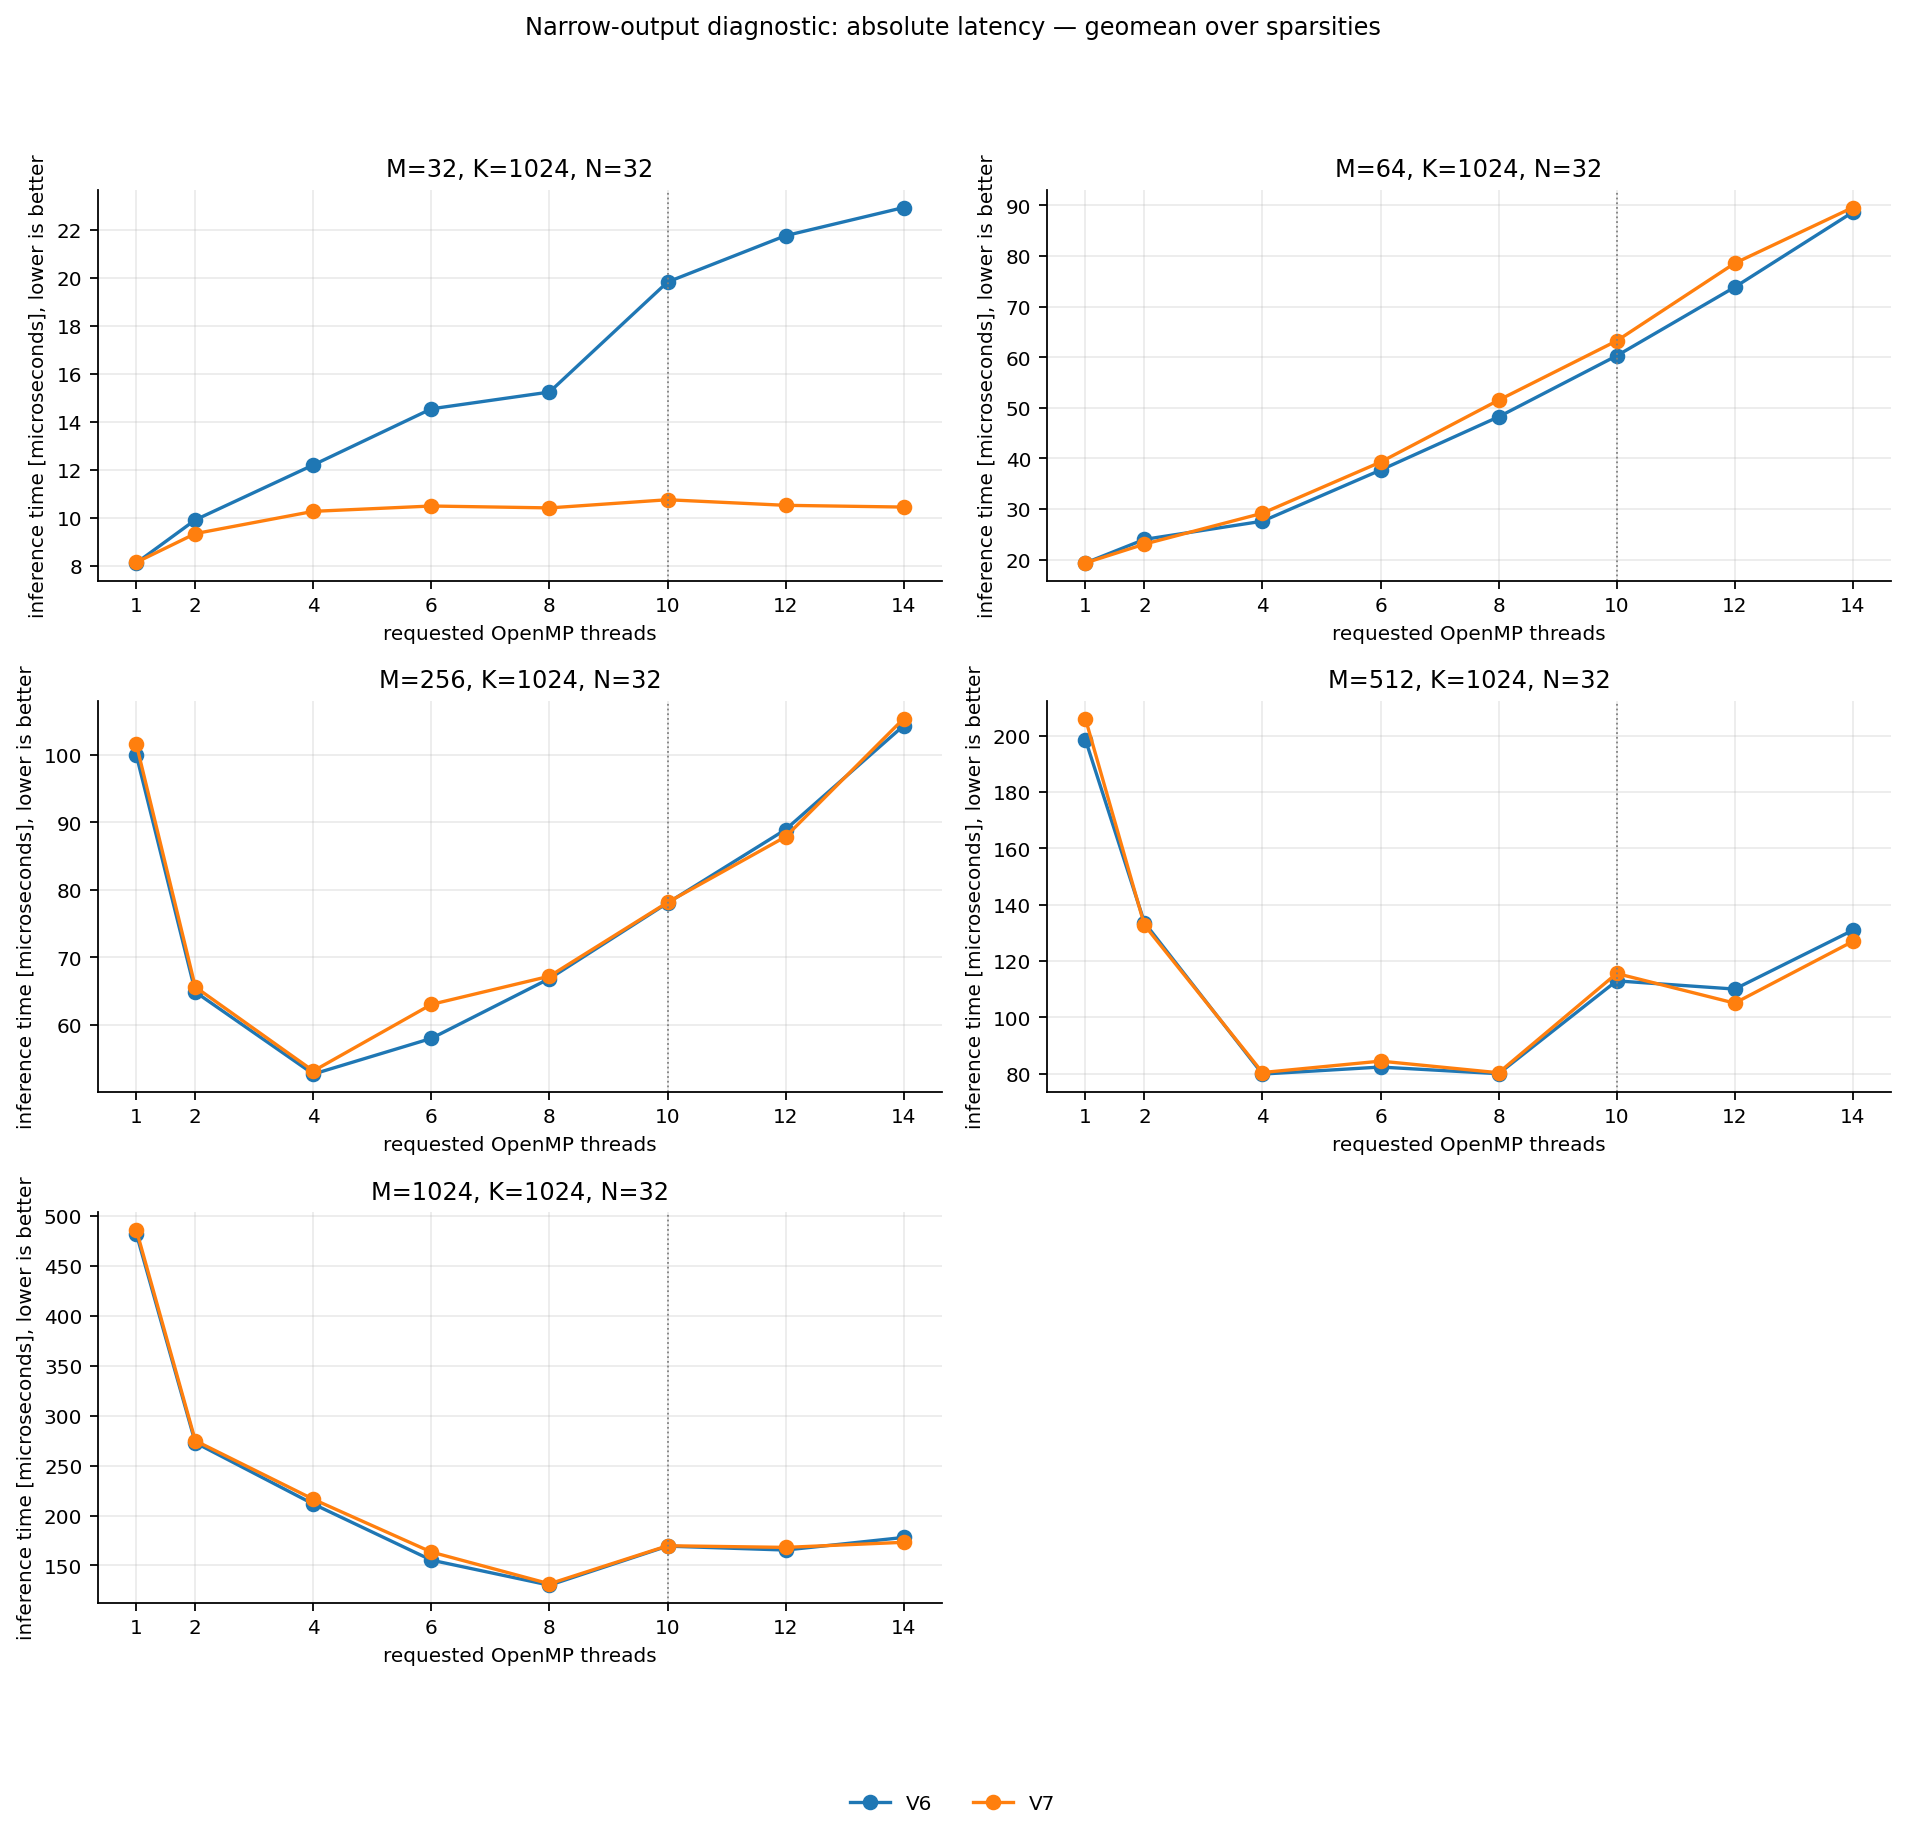 Narrow-output diagnostic: absolute latency — geomean over sparsities
M=32, K=1024, N=32
inference time [microseconds], lower is better
22
20
18
16
14
12
10
8
1 2 4 6 8 10 12 14
requested OpenMP threads
M=64, K=1024, N=32
inference time [microseconds], lower is better
90
80
70
60
50
40
30
20
1 2 4 6 8 10 12 14
requested OpenMP threads
M=256, K=1024, N=32
inference time [microseconds], lower is better
100
90
80
70
60
1 2 4 6 8 10 12 14
requested OpenMP threads
M=512, K=1024, N=32
inference time [microseconds], lower is better
200
180
160
140
120
100
80
1 2 4 6 8 10 12 14
requested OpenMP threads
M=1024, K=1024, N=32
inference time [microseconds], lower is better
500
450
400
350
300
250
200
150
1 2 4 6 8 10 12 14
requested OpenMP threads
V6 V7